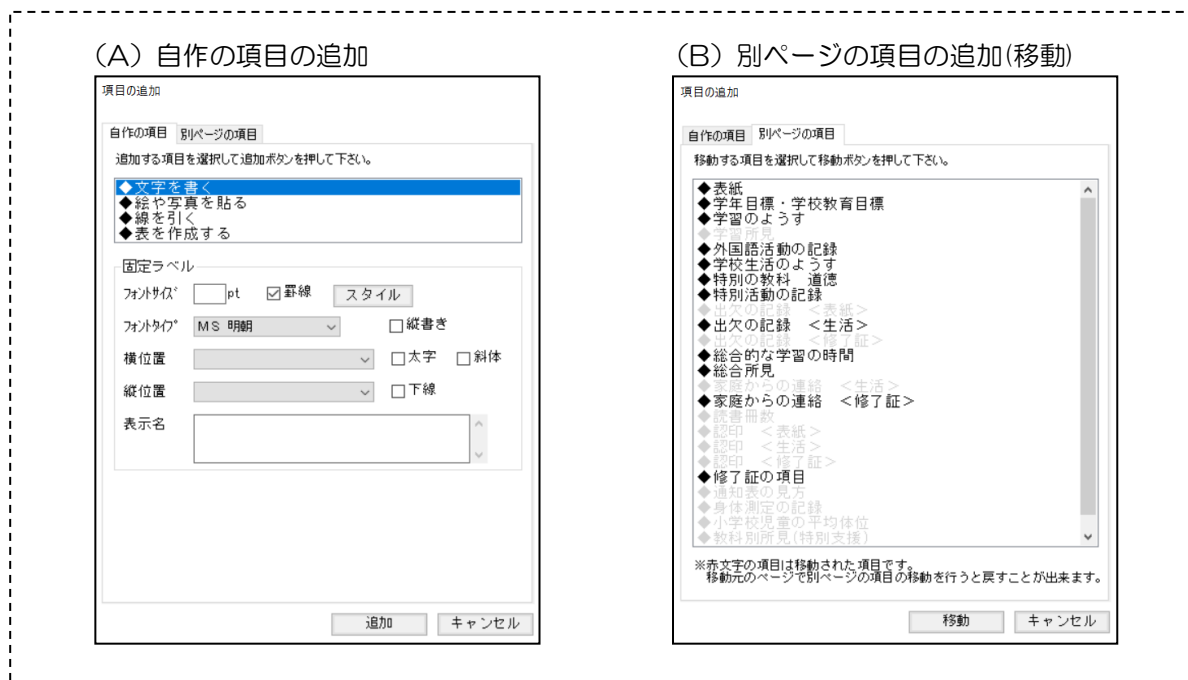 （A）自作の項目の追加
項目の追加
自作の項目 別ページの項目
追加する項目を選択して追加ボタンを押して下さい。
◆文字を書く
◆絵や写真を貼る
◆線を引く
◆表を作成する
固定ラベル
フォントサイズ pt 罫線 スタイル
フォントタイプ ＭＳ 明朝 縦書き
横位置 太字 斜体
縦位置 下線
表示名
追加 キャンセル
（B）別ページの項目の追加(移動)
項目の追加
自作の項目 別ページの項目
移動する項目を選択して移動ボタンを押して下さい。
◆表紙
◆学年目標・学校教育目標
◆学習のようす
◆学習所見
◆外国語活動の記録
◆学校生活のようす
◆特別の教科　道徳
◆特別活動の記録
◆出欠の記録　＜表紙＞
◆出欠の記録　＜生活＞
◆出欠の記録　＜修了証＞
◆総合的な学習の時間
◆総合所見
◆家庭からの連絡　＜生活＞
◆家庭からの連絡　＜修了証＞
◆読書冊数
◆認印　＜表紙＞
◆認印　＜生活＞
◆認印　＜修了証＞
◆修了証の項目
◆通知表の見方
◆身体測定の記録
◆小学校児童の平均体位
◆教科別所見(特別支援)
※赤文字の項目は移動された項目です。
移動元のページで別ページの項目の移動を行うと戻すことが出来ます。
移動 キャンセル